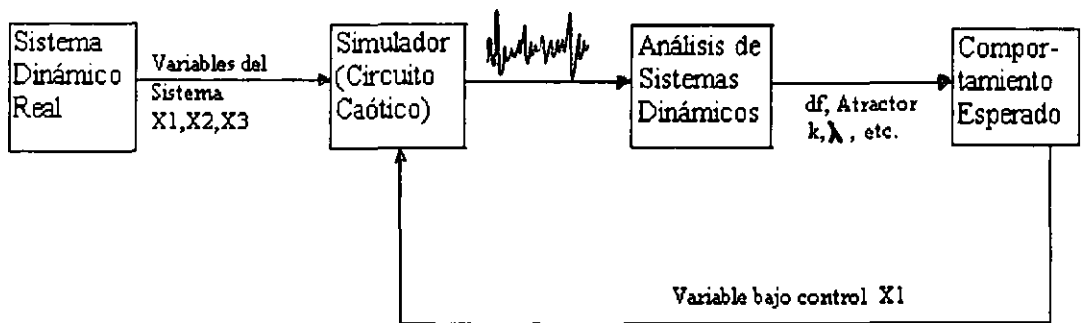 Sistema
Dinámico
Real
Variables del
Sistema
X1,X2,X3
Simulador
(Circuito
Caótico)
Análisis de
Sistemas
Dinámicos
df, Atractor
k,λ, etc.
Compor-
tamiento
Esperado
Variable bajo control X1